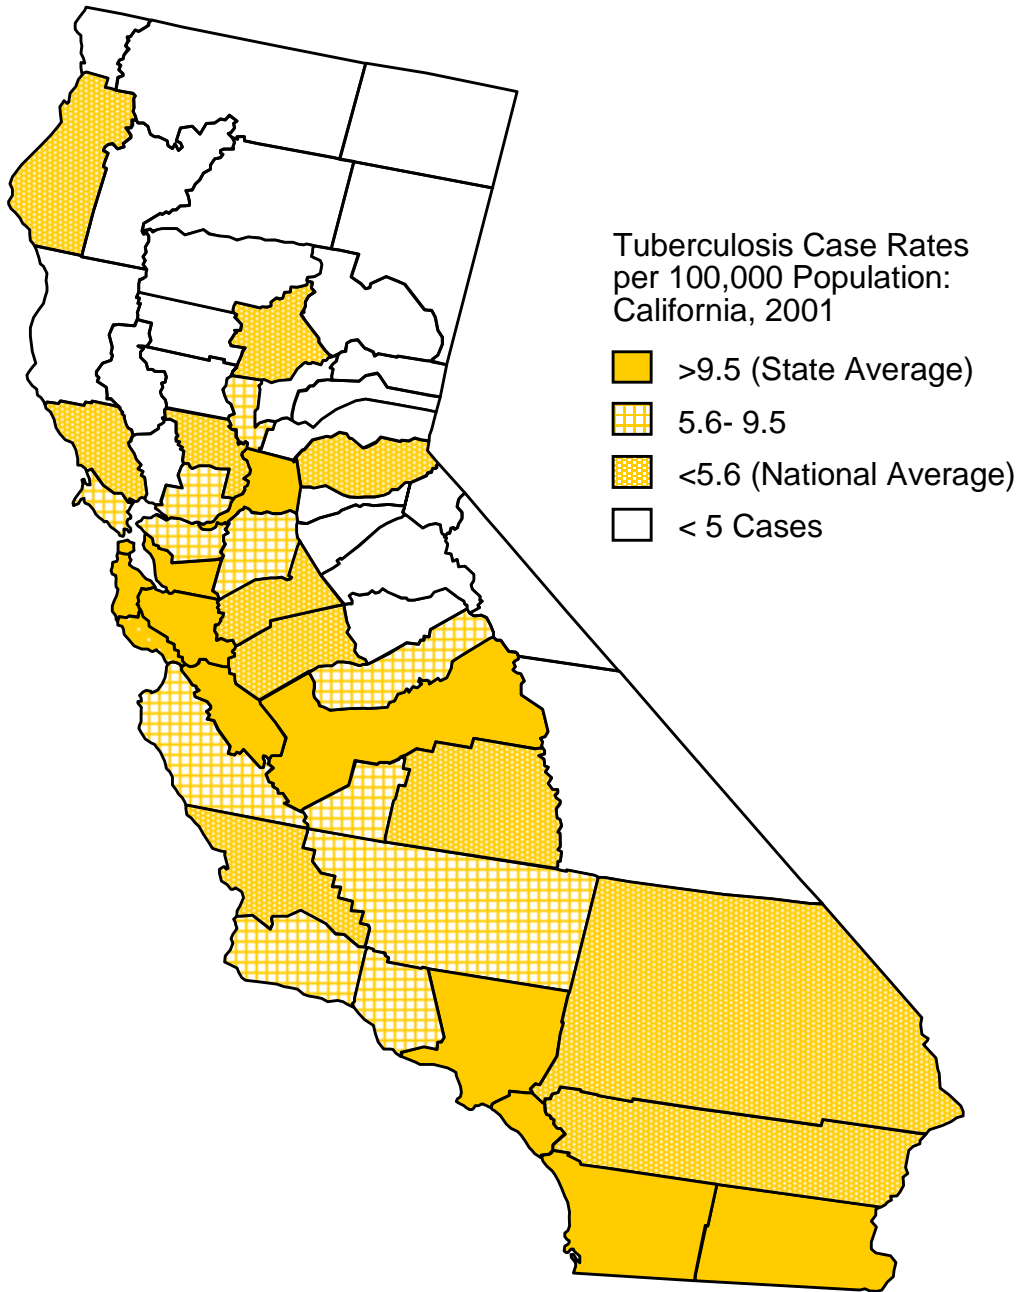 Tuberculosis Case Rates
per 100,000 Population:
California, 2001
>9.5 (State Average)
5.6- 9.5
<5.6 (National Average)
< 5 Cases